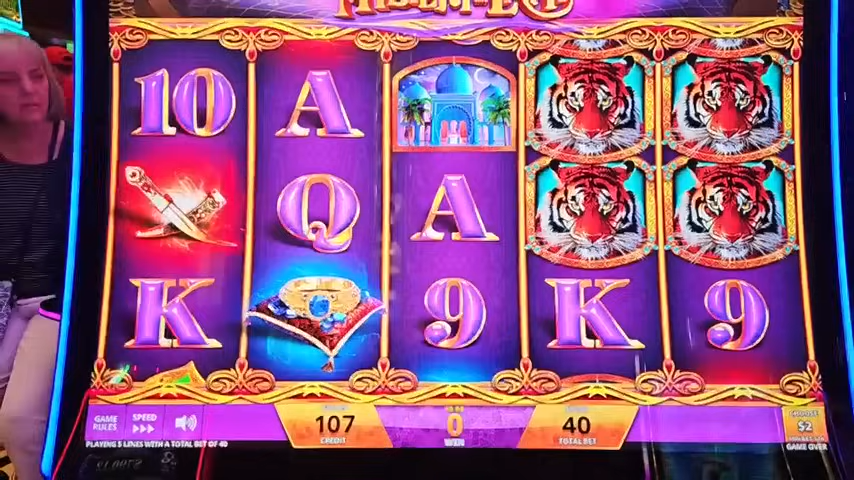 10 A
Q A
K 9 K 9
GAME RULES SPEED 107 CREDIT 0 WIN 40 TOTAL BET CHOOSE $2
PLAYING 5 LINES WITH A TOTAL BET OF 40
GAME OVER